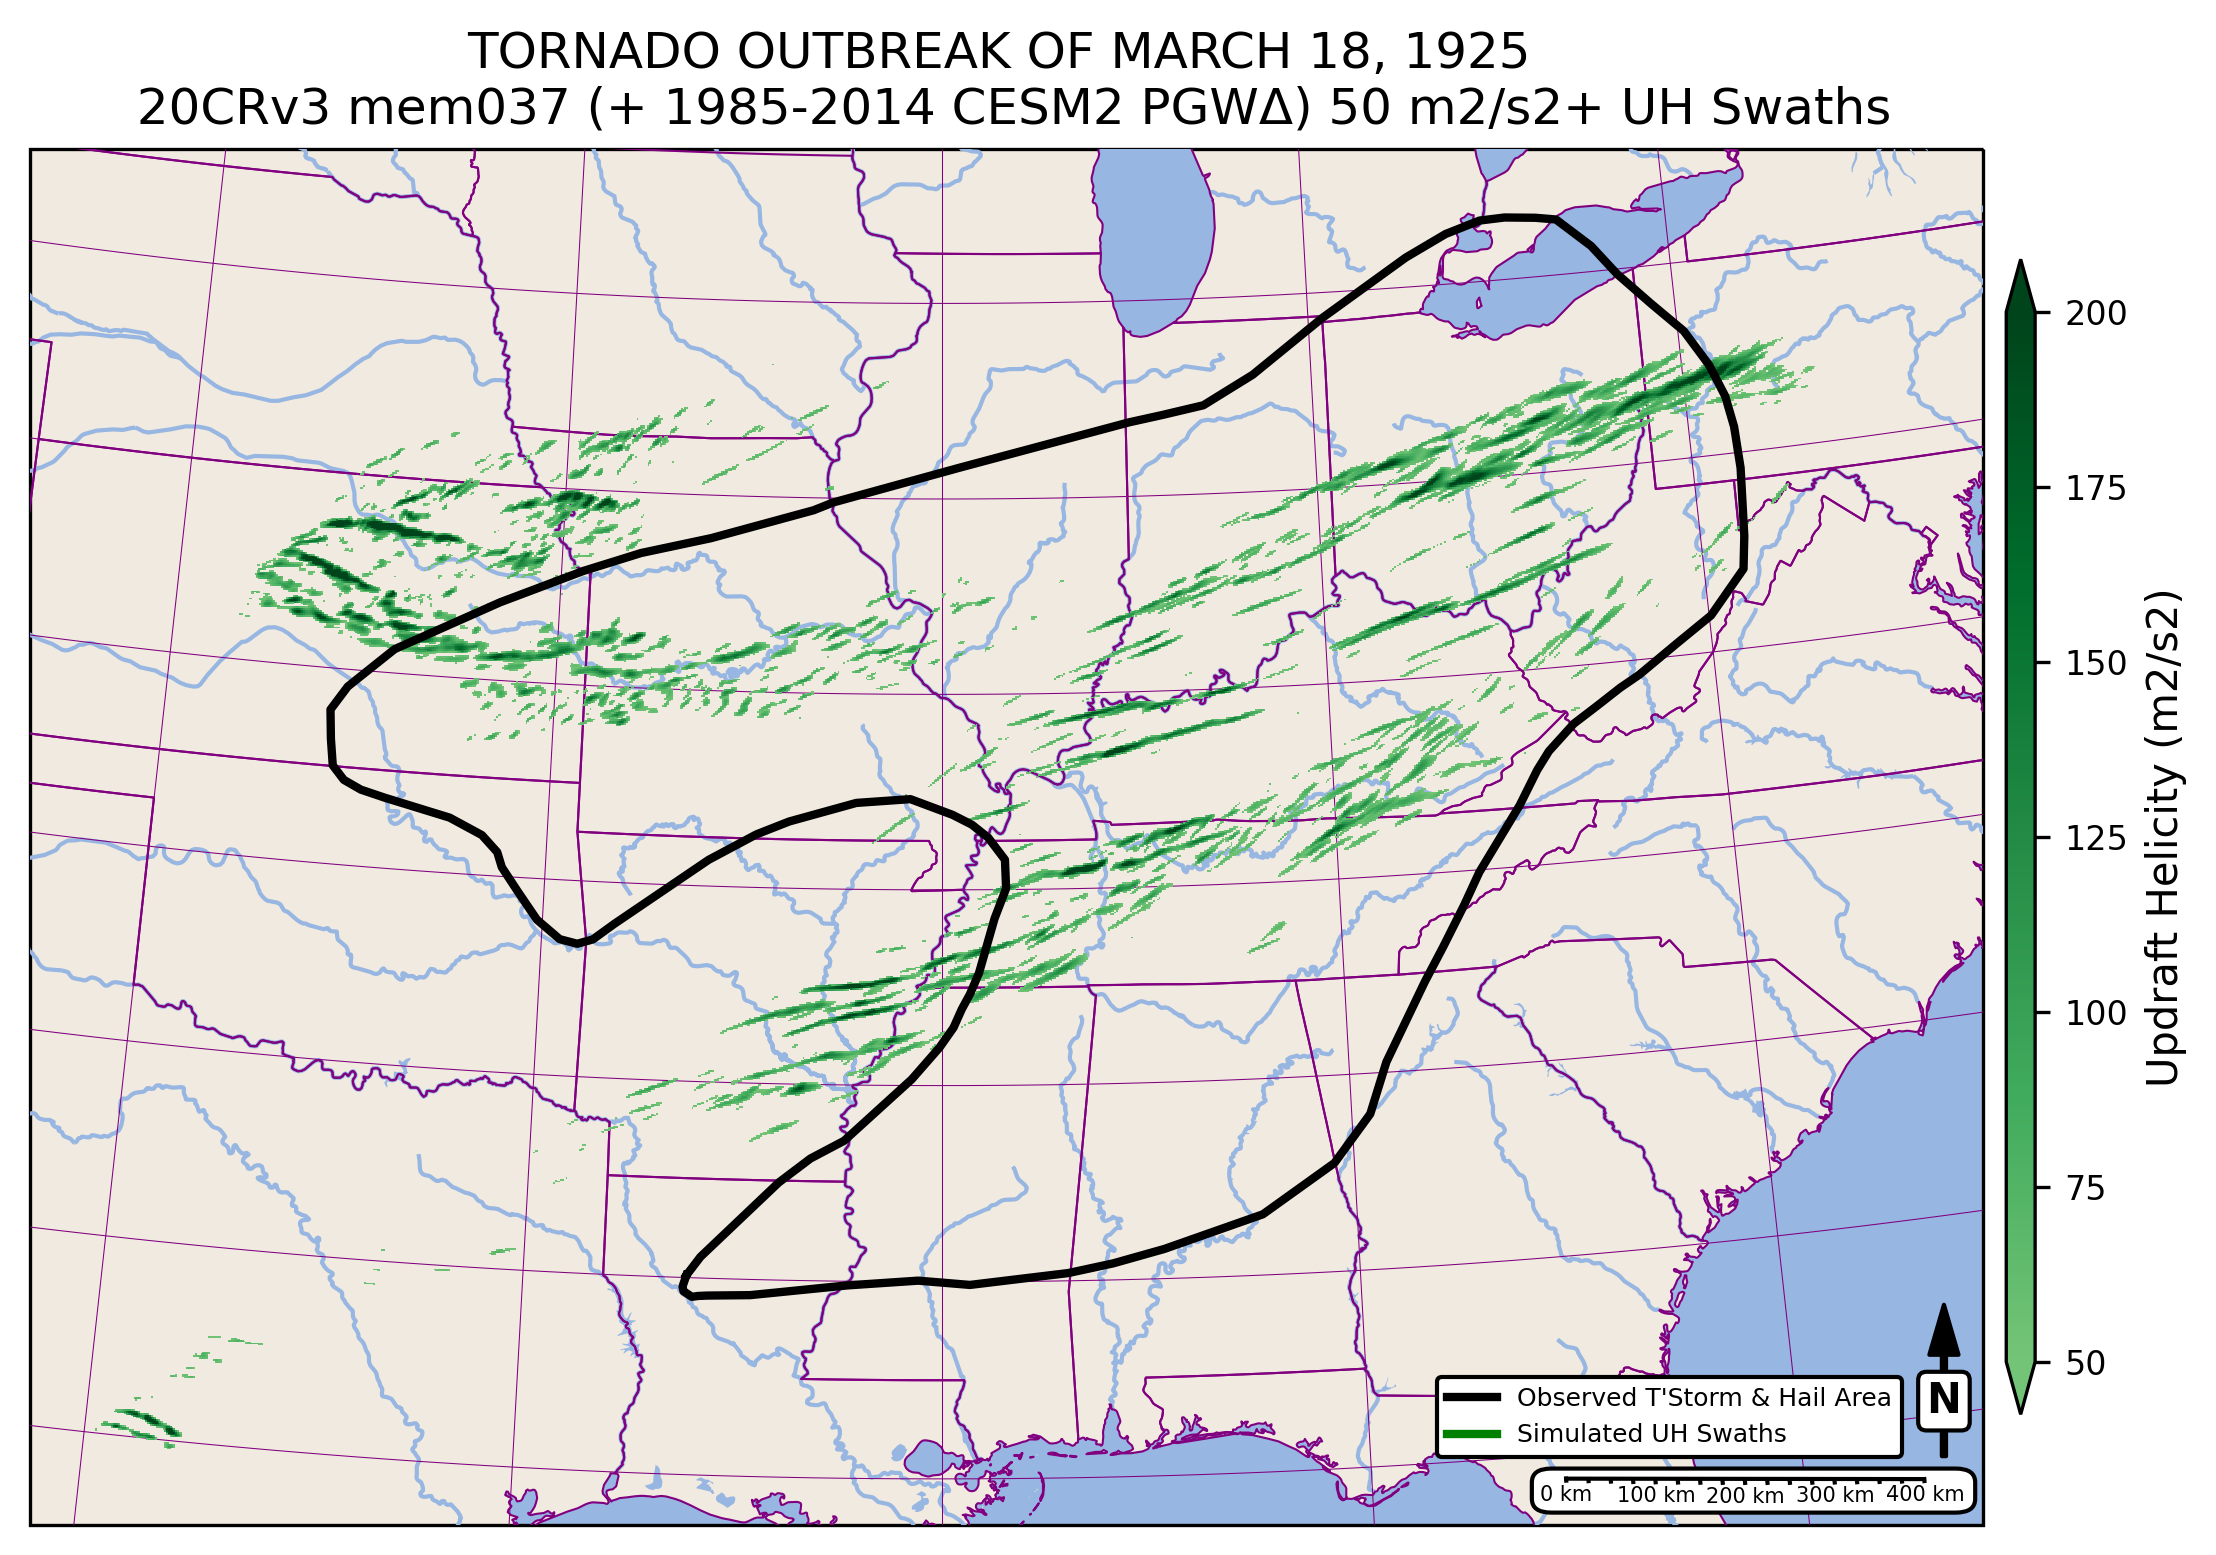 TORNADO OUTBREAK OF MARCH 18, 1925
20CRv3 mem037 (+ 1985-2014 CESM2 PGWΔ) 50 m2/s2+ UH Swaths
200
175
150
125
100
75
50
Updraft Helicity (m2/s2)
Observed T'Storm & Hail Area
Simulated UH Swaths
N
0 km 100 km 200 km 300 km 400 km